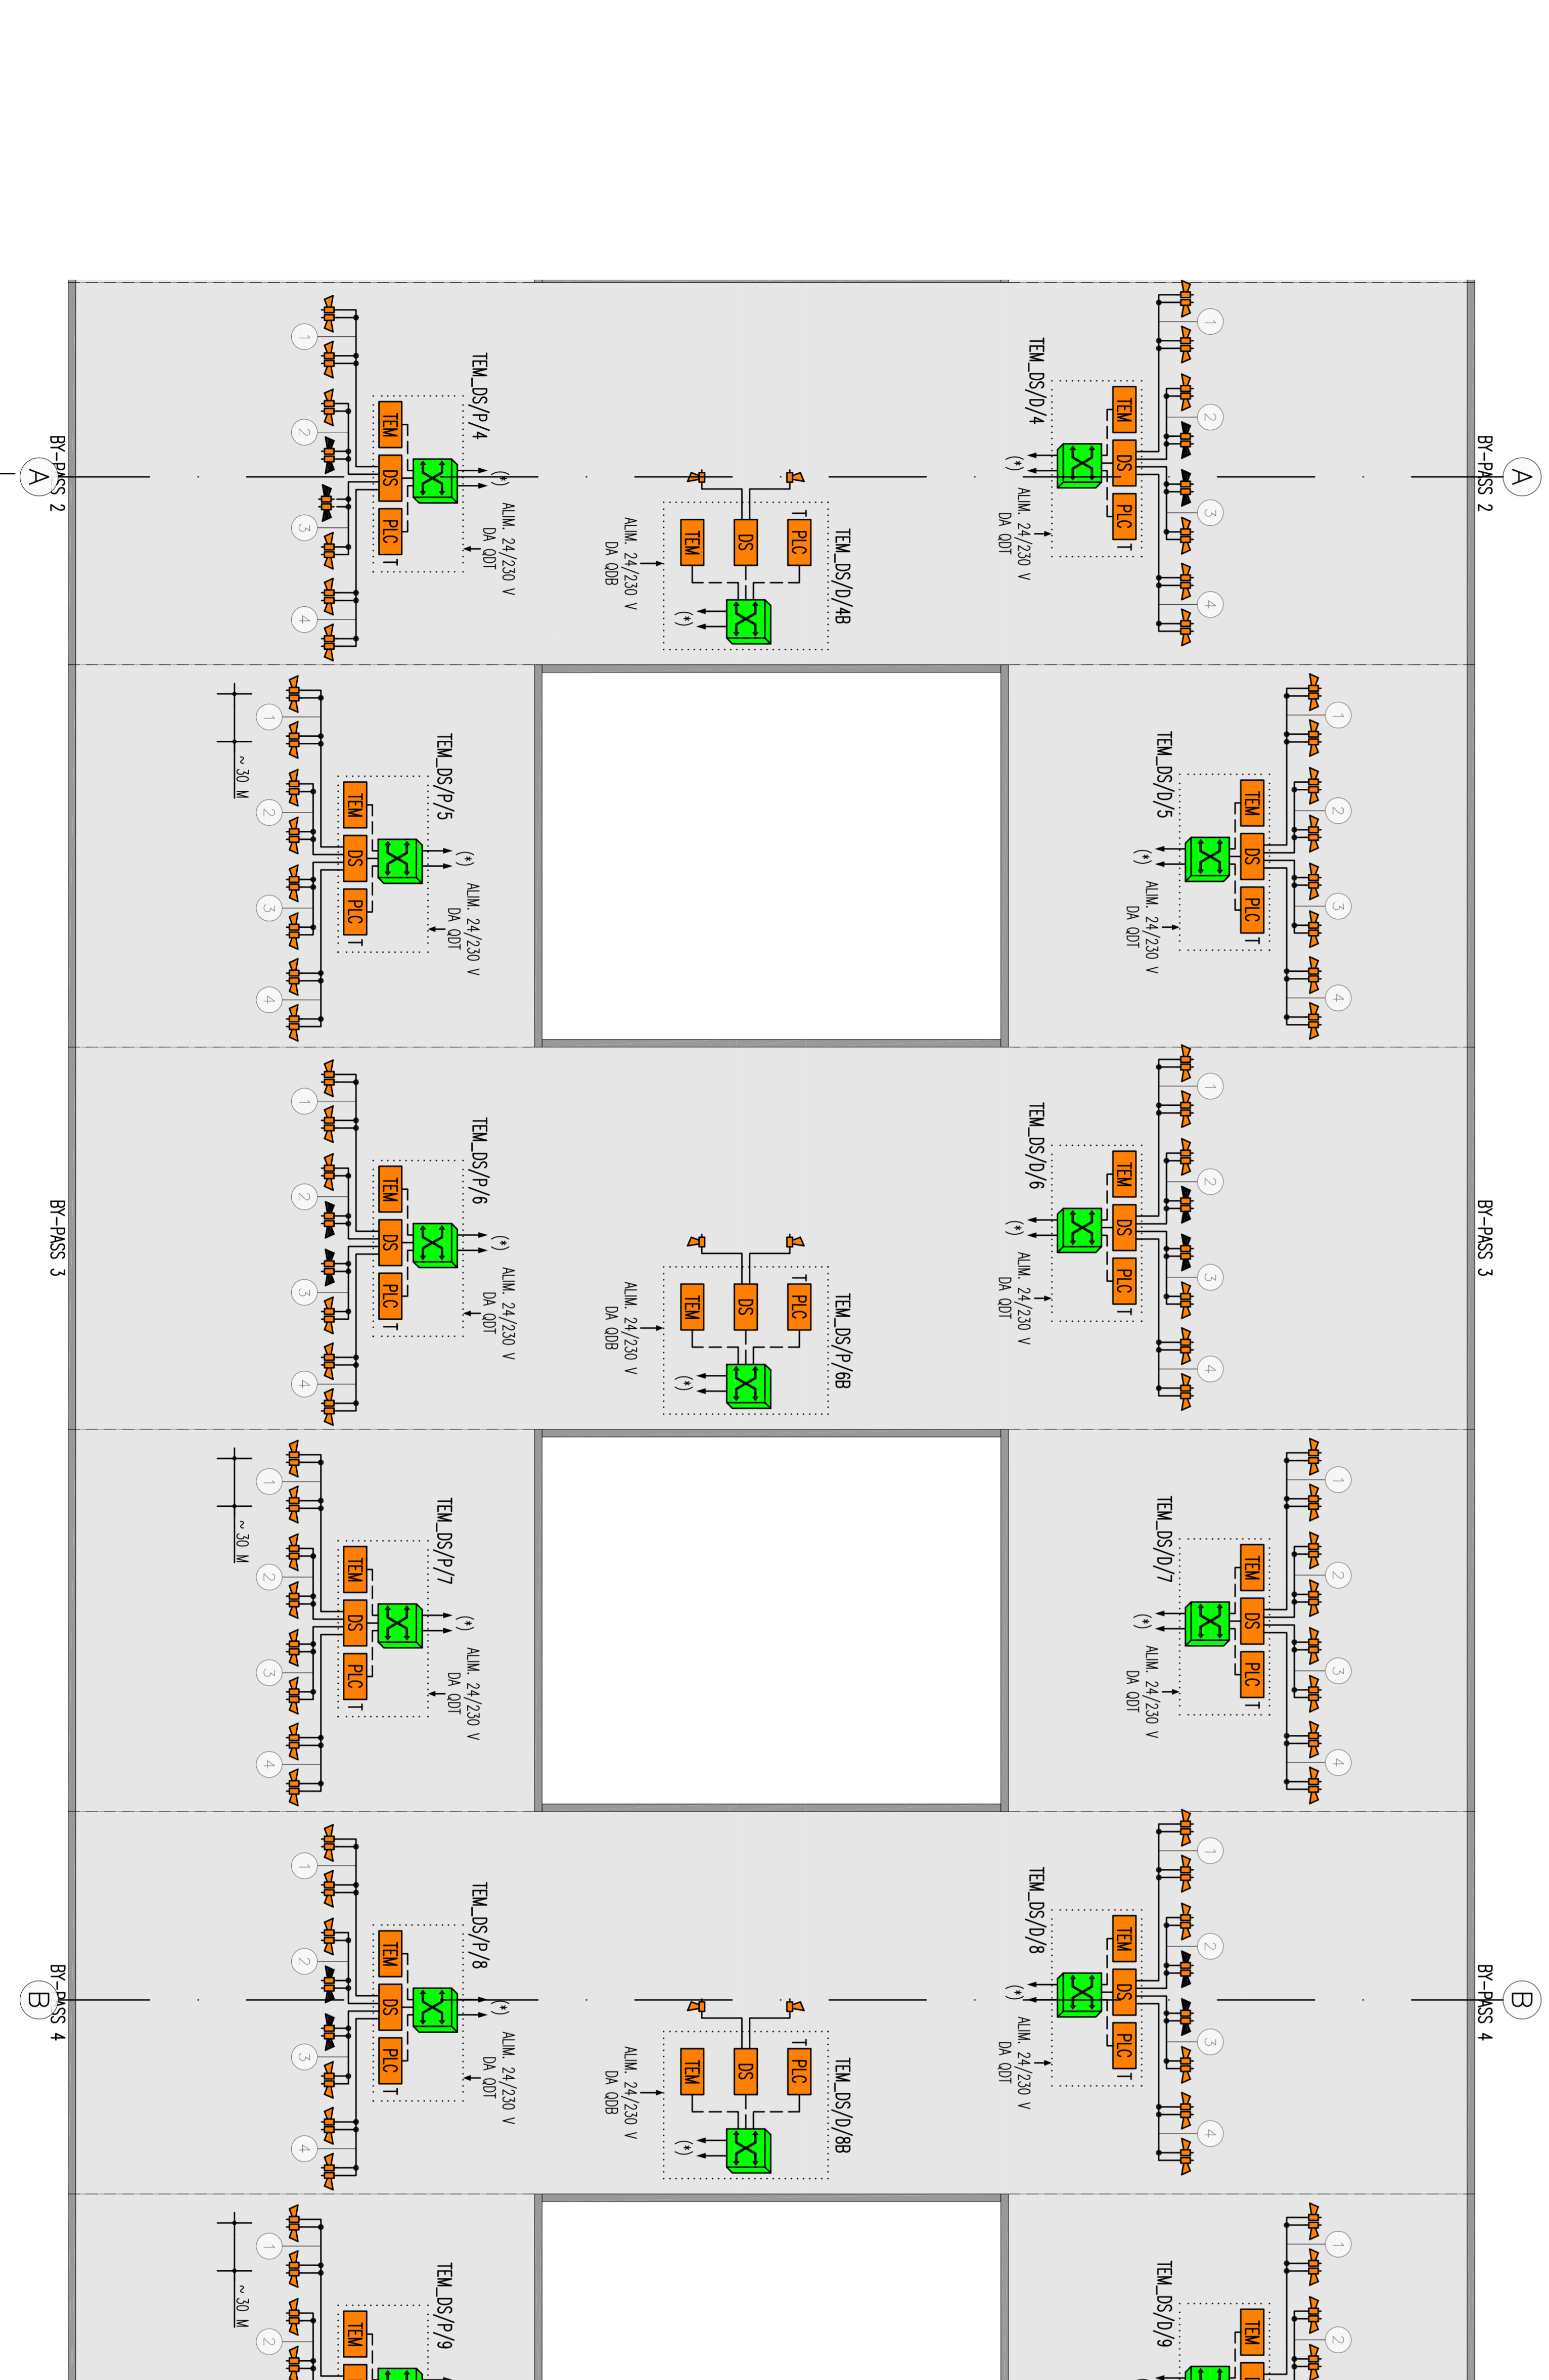 A
B
BY-PASS 2
BY-PASS 3
BY-PASS 4
1 2 3 4
TEM DS PLC T
TEM_DS/D/4
(*)
ALIM. 24/230 V
DA QDT
1 2 3 4
TEM DS PLC T
TEM_DS/D/5
(*)
ALIM. 24/230 V
DA QDT
1 2 3 4
TEM DS PLC T
TEM_DS/D/6
(*)
ALIM. 24/230 V
DA QDT
1 2 3 4
TEM DS PLC T
TEM_DS/D/7
(*)
ALIM. 24/230 V
DA QDT
1 2 3 4
TEM DS PLC T
TEM_DS/D/8
(*)
ALIM. 24/230 V
DA QDT
1 2
TEM
TEM_DS/D/9
TEM_DS/D/4B
T PLC
DS
TEM
(*)
ALIM. 24/230 V
DA QDB
TEM_DS/P/6B
T PLC
DS
TEM
(*)
ALIM. 24/230 V
DA QDB
TEM_DS/D/8B
T PLC
DS
TEM
(*)
ALIM. 24/230 V
DA QDB
(*)
ALIM. 24/230 V
DA QDT
TEM_DS/P/4
TEM DS PLC T
1 2 3 4
(*)
ALIM. 24/230 V
DA QDT
TEM_DS/P/5
TEM DS PLC T
1 2 3 4
~ 30 M
(*)
ALIM. 24/230 V
DA QDT
TEM_DS/P/6
TEM DS PLC T
1 2 3 4
(*)
ALIM. 24/230 V
DA QDT
TEM_DS/P/7
TEM DS PLC T
1 2 3 4
~ 30 M
(*)
ALIM. 24/230 V
DA QDT
TEM_DS/P/8
TEM DS PLC T
1 2 3 4
TEM_DS/P/9
TEM
1 2
~ 30 M
BY-PASS 2
BY-PASS 3
BY-PASS 4
A
B